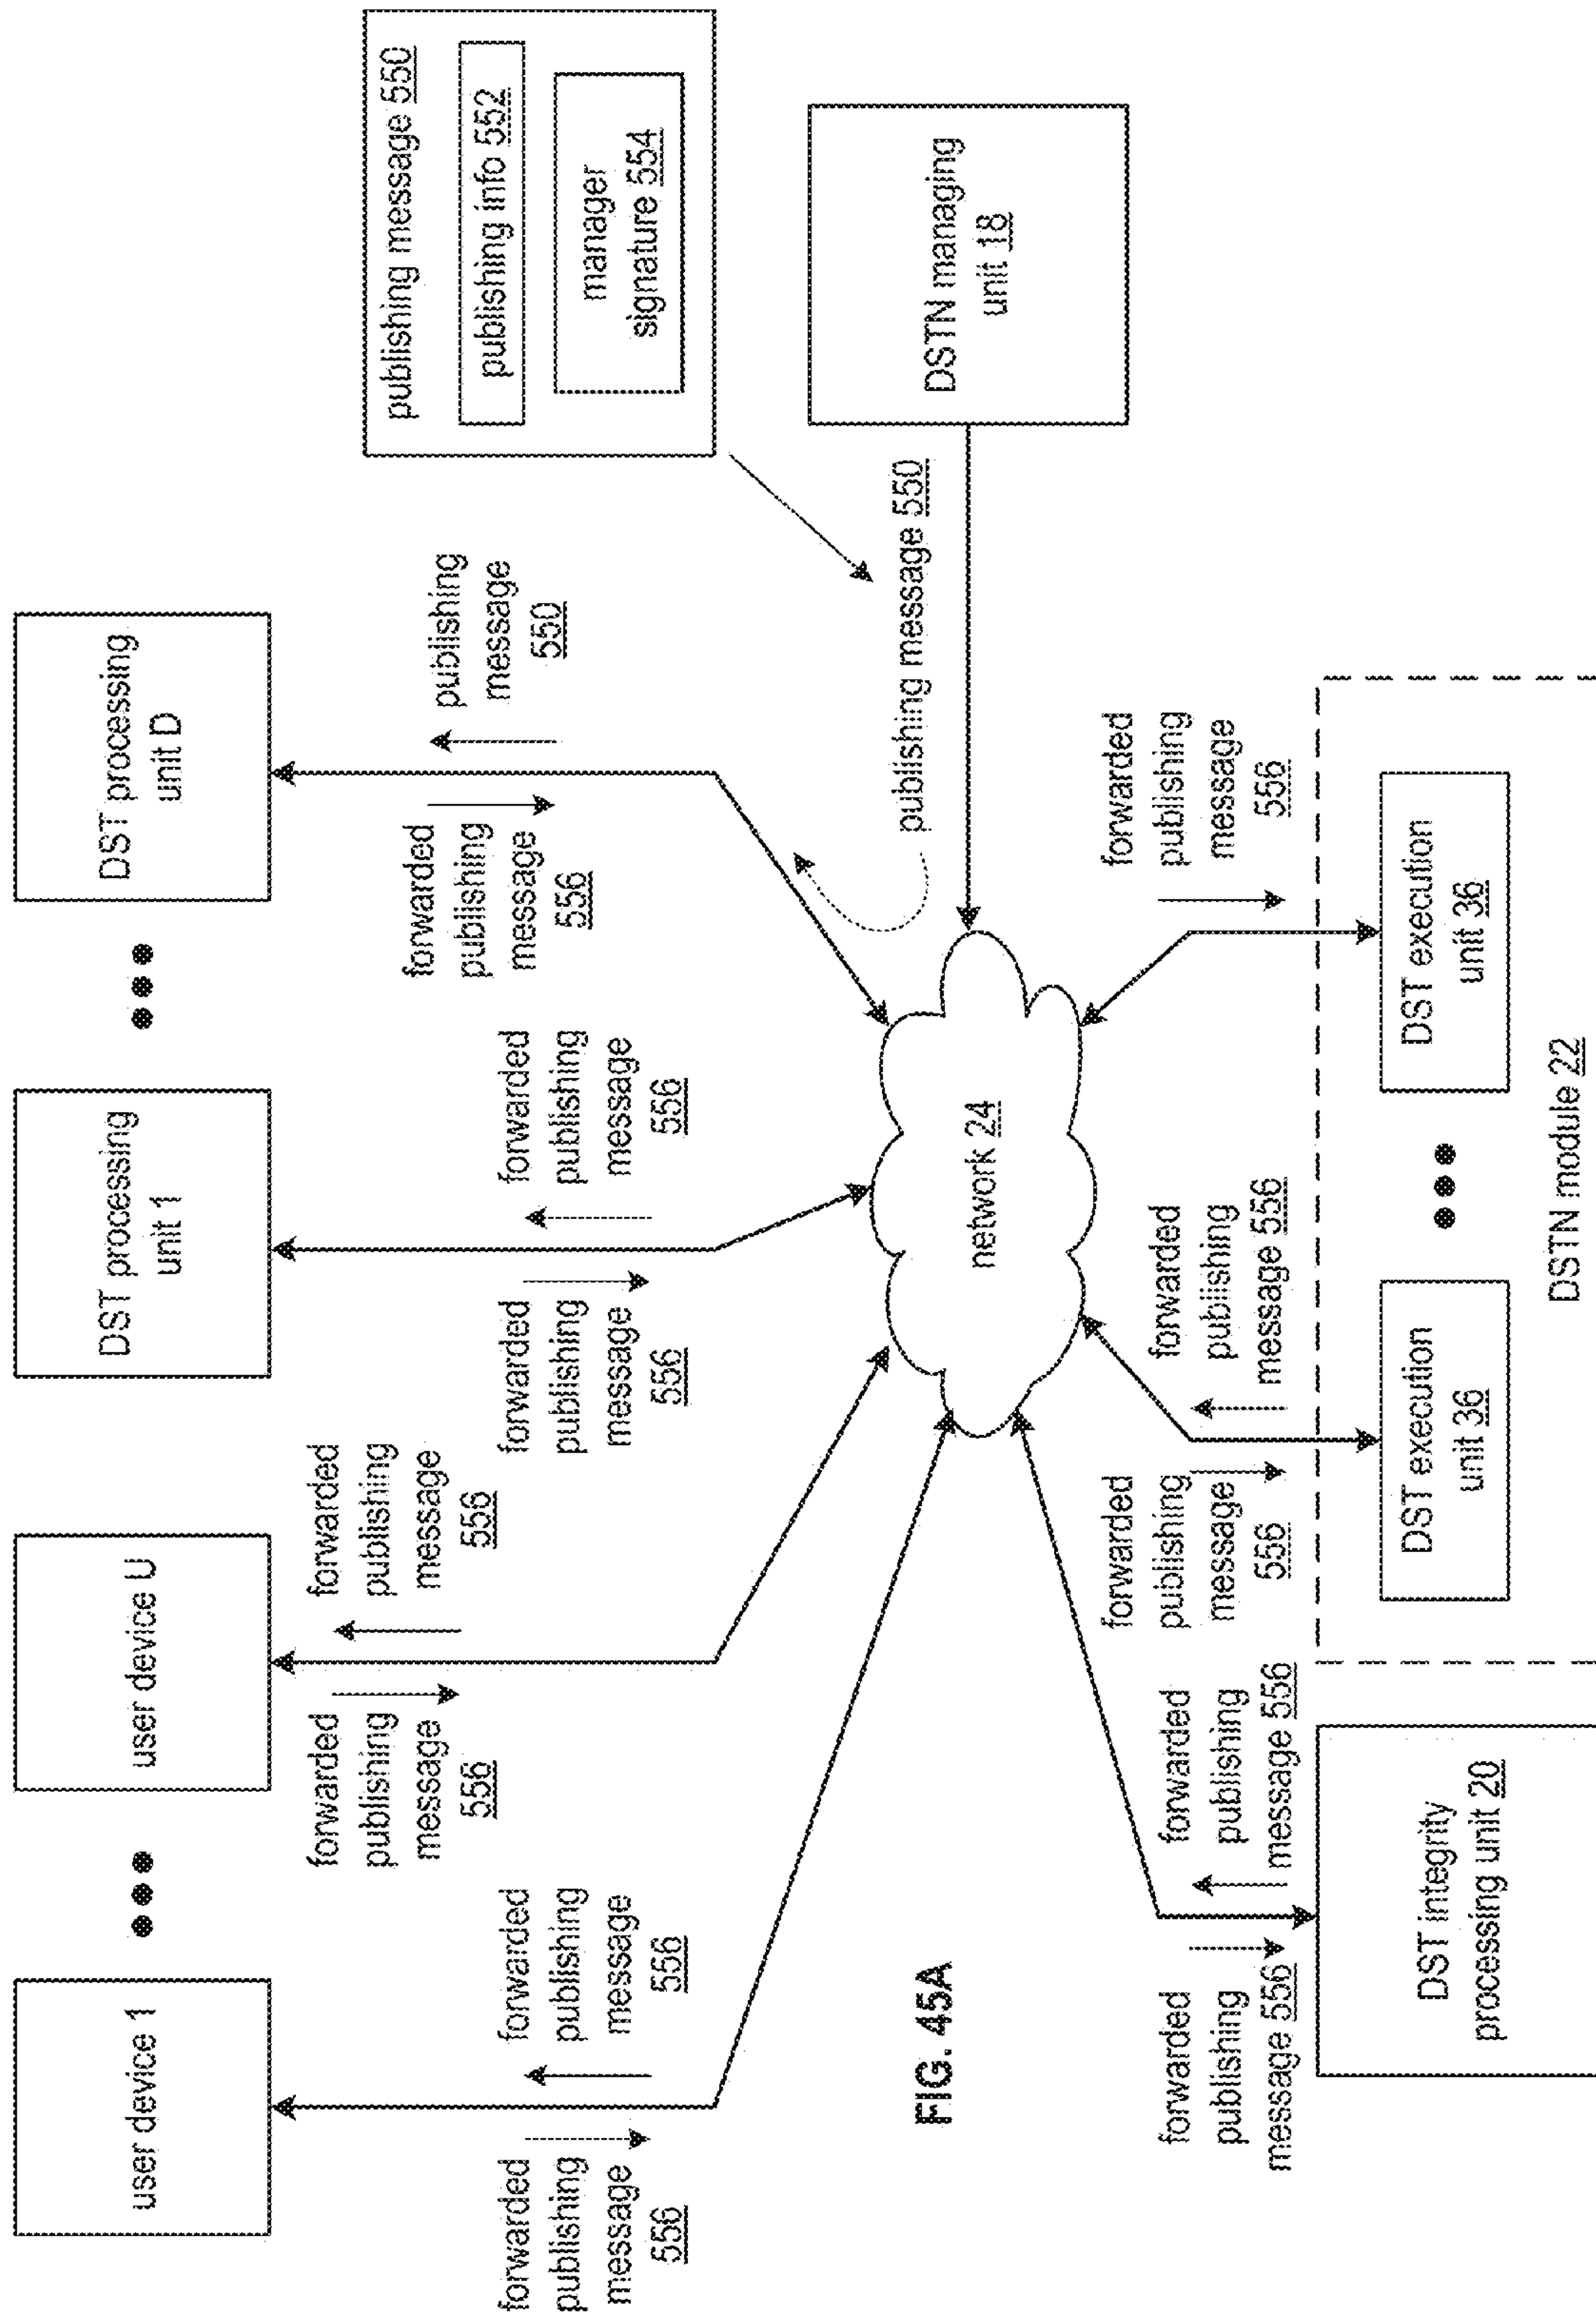 user device 1
user device U
DST processing
unit 1
DST processing
unit D
forwarded
publishing
message
556
forwarded
publishing
message
556
forwarded
publishing
message
556
forwarded
publishing
message
556
forwarded
publishing
message
556
forwarded
publishing
message
556
forwarded
publishing
message
556
publishing
message
550
publishing message 550
publishing info 552
manager
signature 554
publishing message 550
DSTN managing
unit 18
network 24
FIG. 45A
forwarded
publishing
message 556
forwarded
publishing
message 556
forwarded
publishing
message
556
forwarded
publishing
message 556
forwarded
publishing
message
556
DST integrity
processing unit 20
DST execution
unit 36
DST execution
unit 36
DSTN module 22